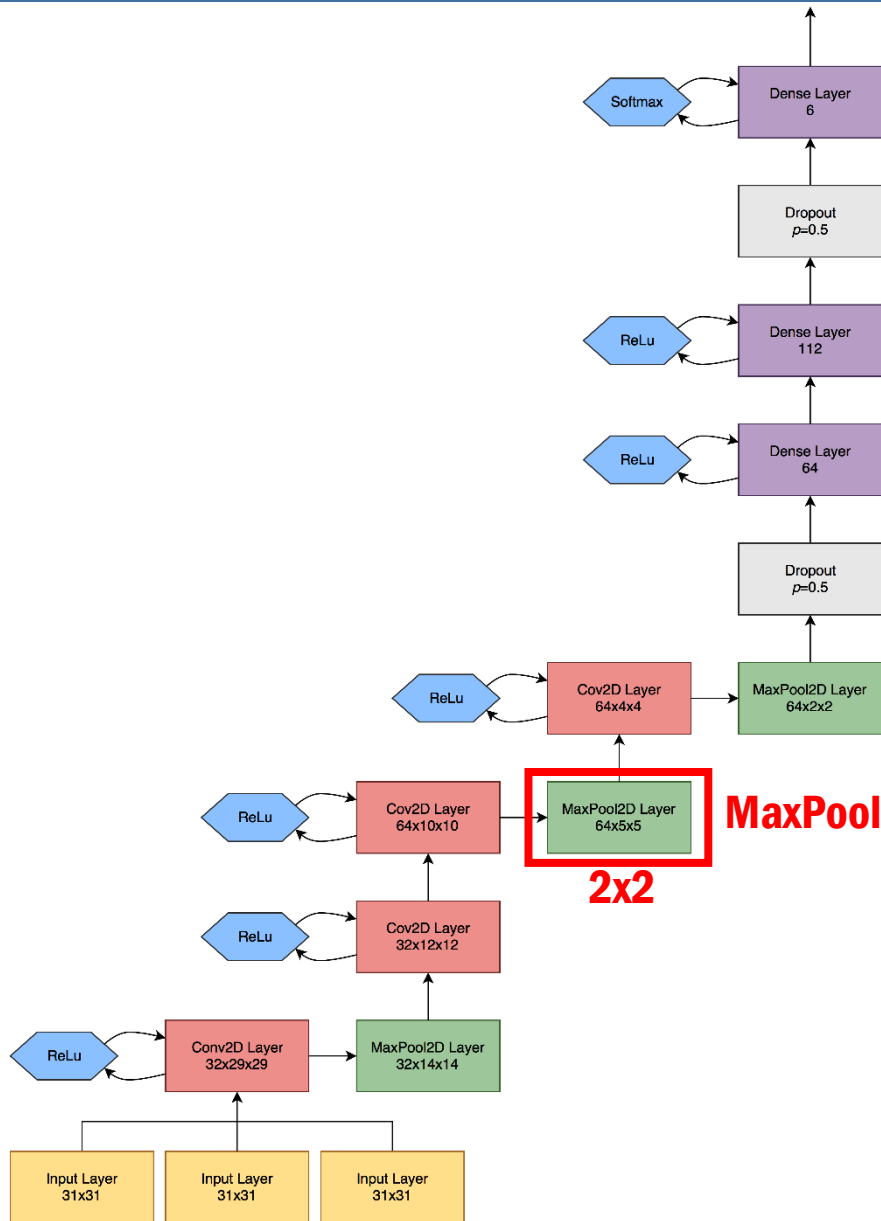 Softmax
Dense Layer
6
Dropout
p=0.5
ReLu
Dense Layer
112
ReLu
Dense Layer
64
Dropout
p=0.5
ReLu
Cov2D Layer
64x4x4
MaxPool2D Layer
64x2x2
ReLu
Cov2D Layer
64x10x10
MaxPool2D Layer
64x5x5
MaxPool
2x2
ReLu
Cov2D Layer
32x12x12
ReLu
Conv2D Layer
32x29x29
MaxPool2D Layer
32x14x14
Input Layer
31x31
Input Layer
31x31
Input Layer
31x31